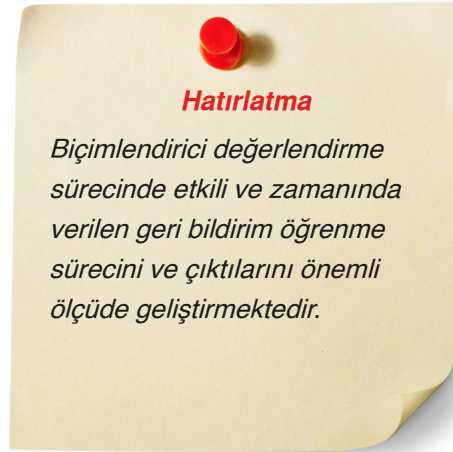 Hatırlatma
Biçimlendirici değerlendirme
sürecinde etkili ve zamanında
verilen geri bildirim öğrenme
sürecini ve çıktılarını önemli
ölçüde geliştirmektedir.